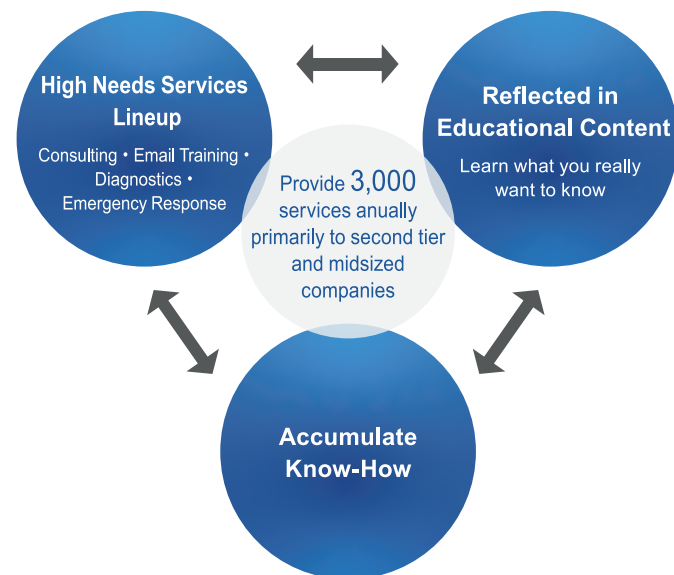 High Needs Services
Lineup
Consulting • Email Training •
Diagnostics •
Emergency Response
Reflected in
Educational Content
Learn what you really
want to know
Provide 3,000
services anually
primarily to second tier
and midsized
companies
Accumulate
Know-How